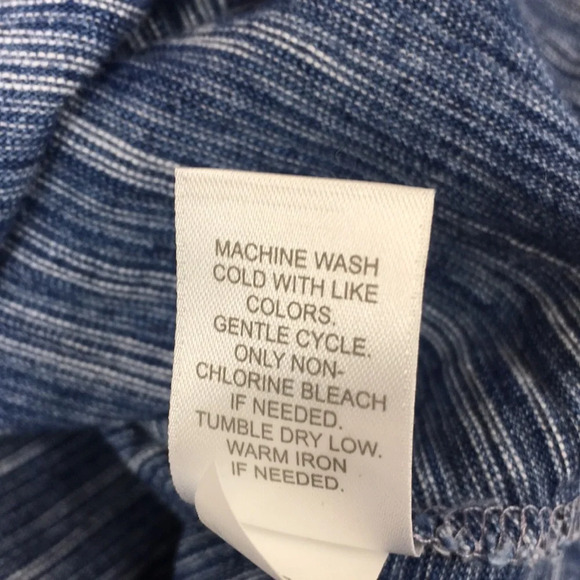 MACHINE WASH
COLD WITH LIKE
COLORS.
GENTLE CYCLE.
ONLY NON-
CHLORINE BLEACH
IF NEEDED.
TUMBLE DRY LOW.
WARM IRON
IF NEEDED.